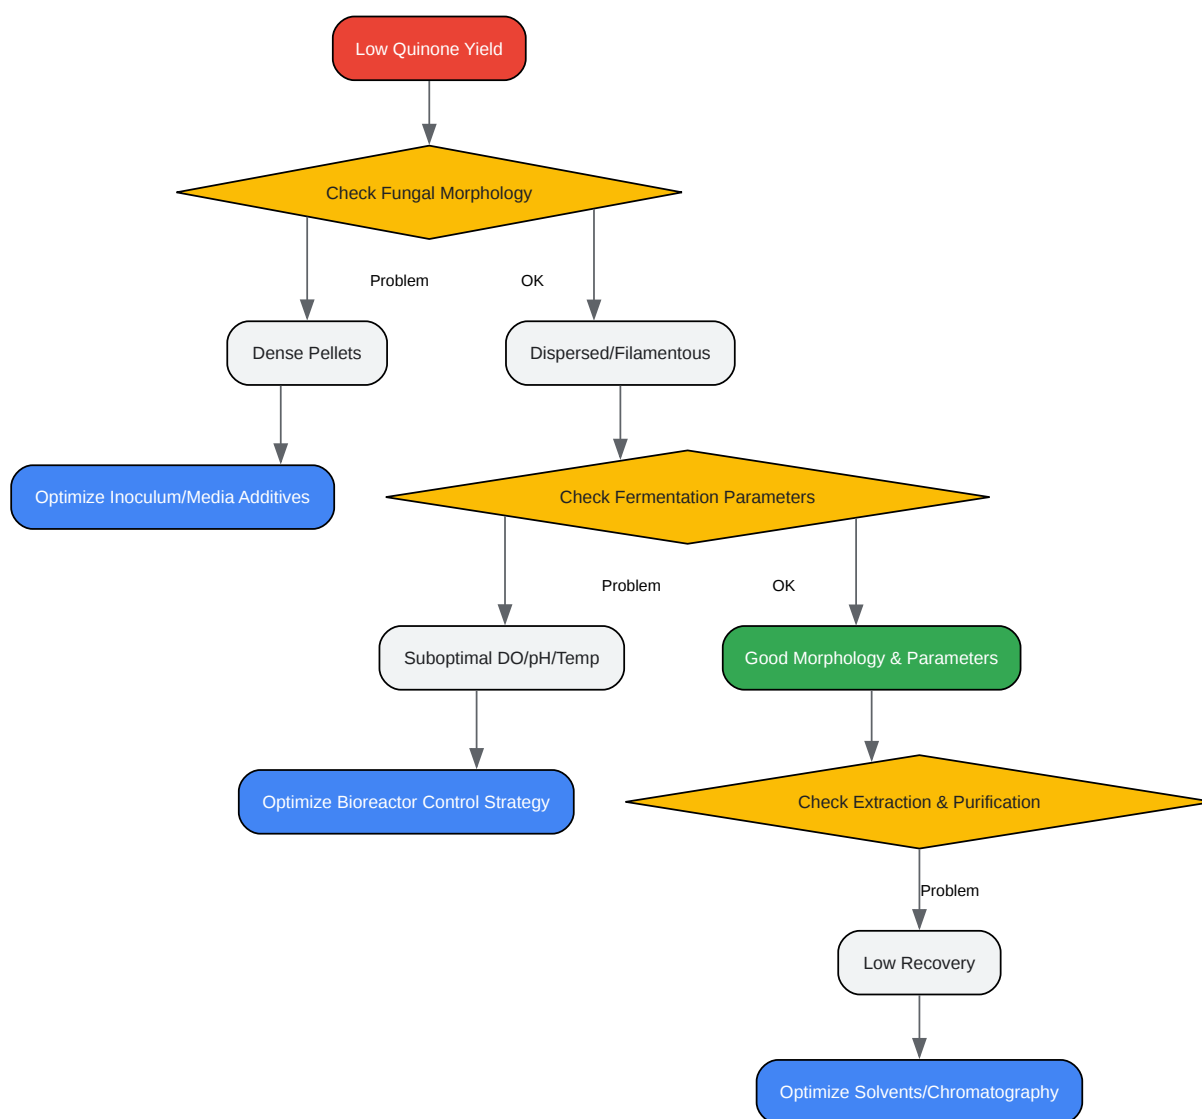 Low Quinone Yield
Check Fungal Morphology
Problem
OK
Dense Pellets
Dispersed/Filamentous
Optimize Inoculum/Media Additives
Check Fermentation Parameters
Problem
OK
Suboptimal DO/pH/Temp
Good Morphology & Parameters
Optimize Bioreactor Control Strategy
Check Extraction & Purification
Problem
Low Recovery
Optimize Solvents/Chromatography